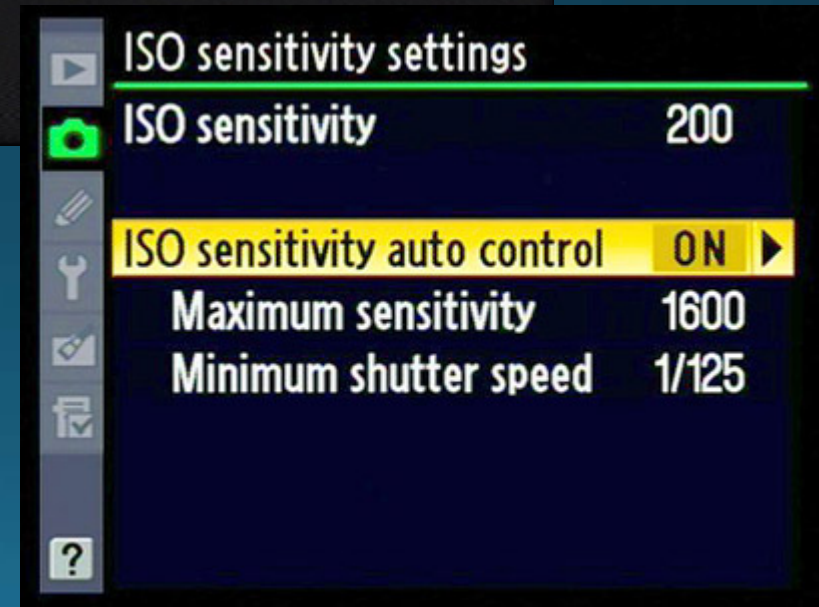 ISO sensitivity settings
ISO sensitivity 200
ISO sensitivity auto control ON
Maximum sensitivity 1600
Minimum shutter speed 1/125
?